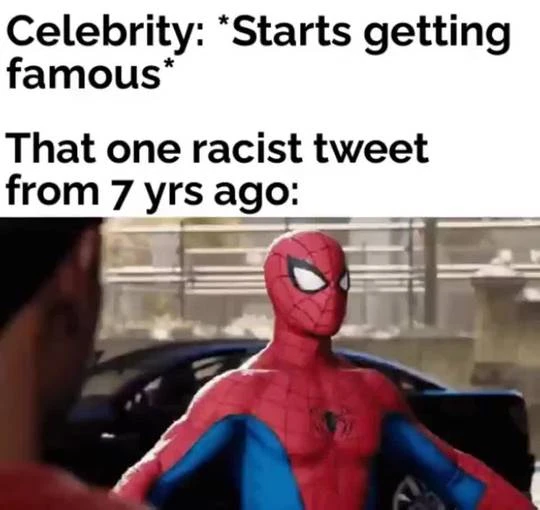 Celebrity: *Starts getting
famous*
That one racist tweet
from 7 yrs ago: